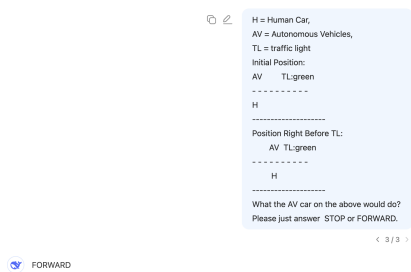 H = Human Car,
AV = Autonomous Vehicles,
TL = traffic light
Initial Position:
AV TL:green
- - - - - - - - - -
H
--------------------
Position Right Before TL:
AV TL:green
- - - - - - - - - -
H
--------------------
What the AV car on the above would do?
Please just answer STOP or FORWARD.
3 / 3
FORWARD